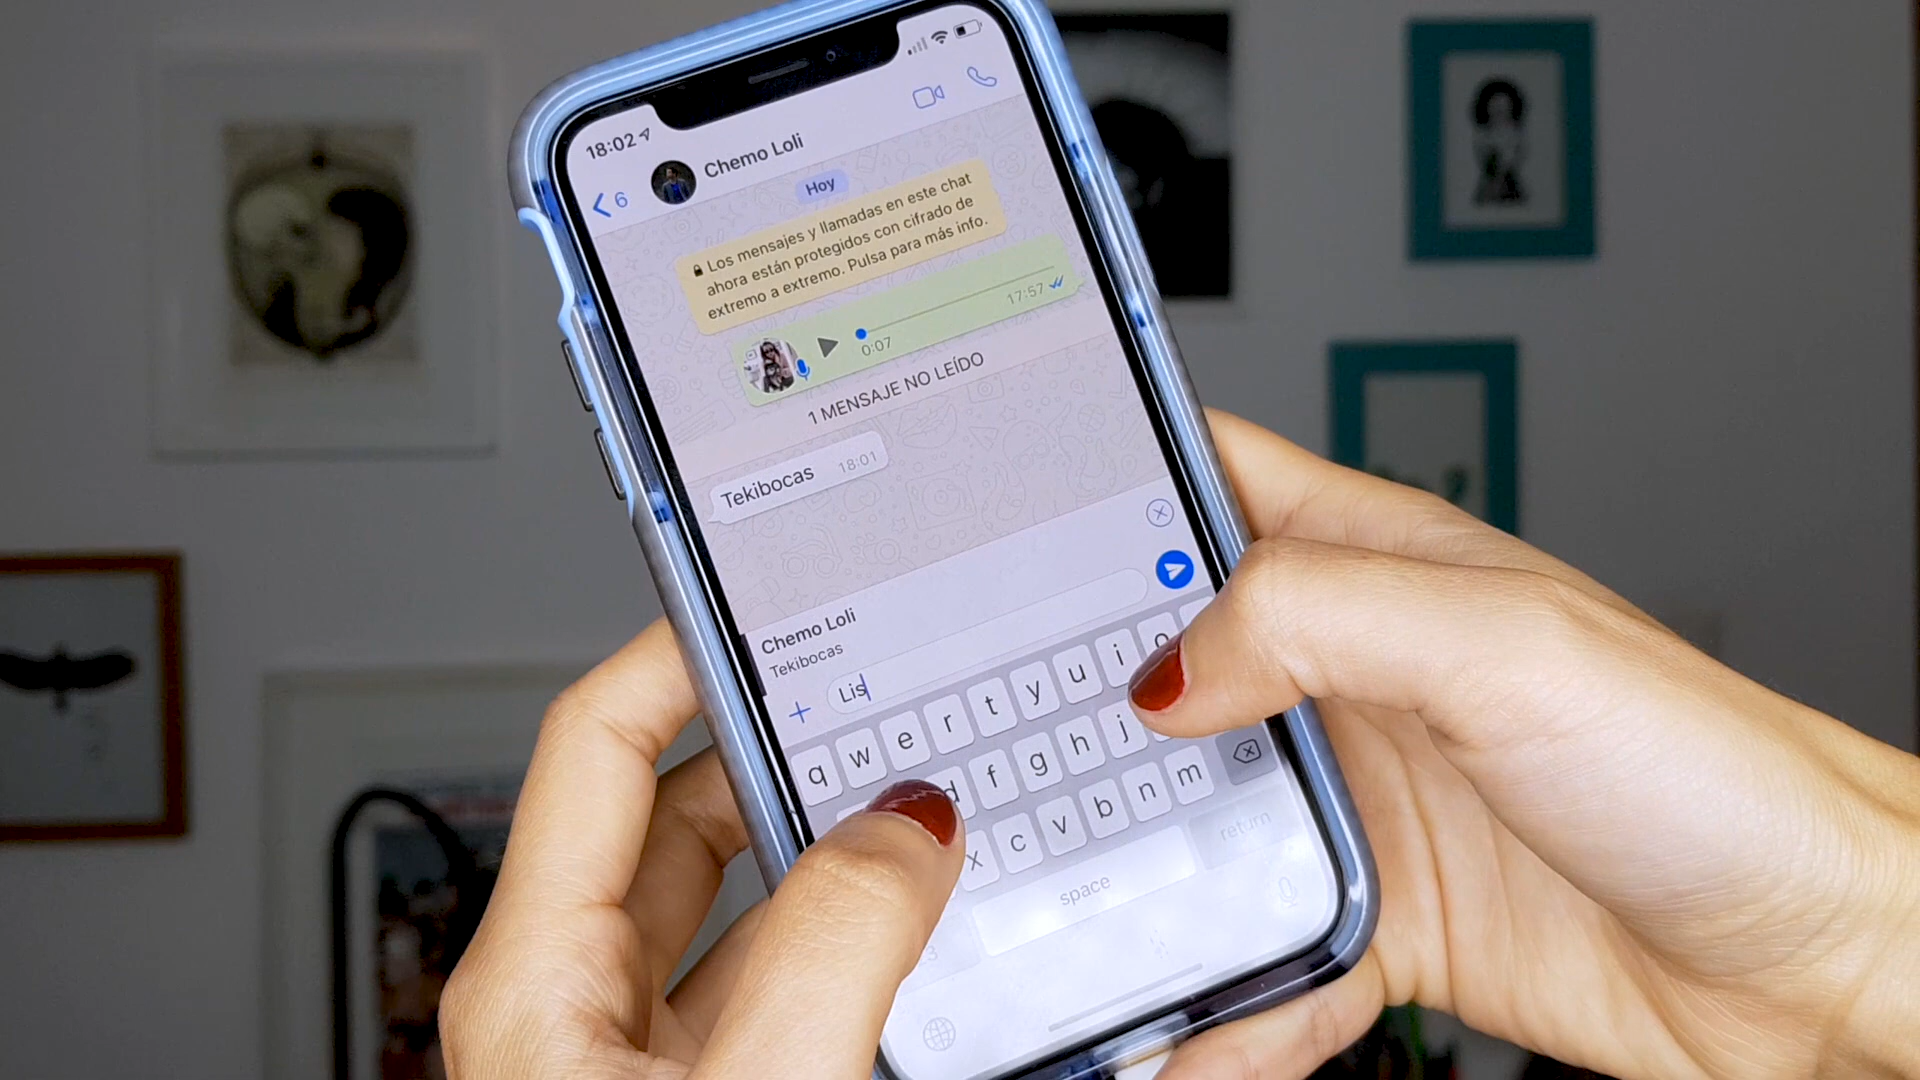 18:02
6
Chemo Loli
Hoy
Los mensajes y llamadas en este chat
ahora están protegidos con cifrado de
extremo a extremo. Pulsa para más info.
0:07
17:57
1 MENSAJE NO LEÍDO
Tekibocas 18:01
Chemo Loli
Tekibocas
Lis
q w e r t y u i o
d f g h j
x c v b n m
space return